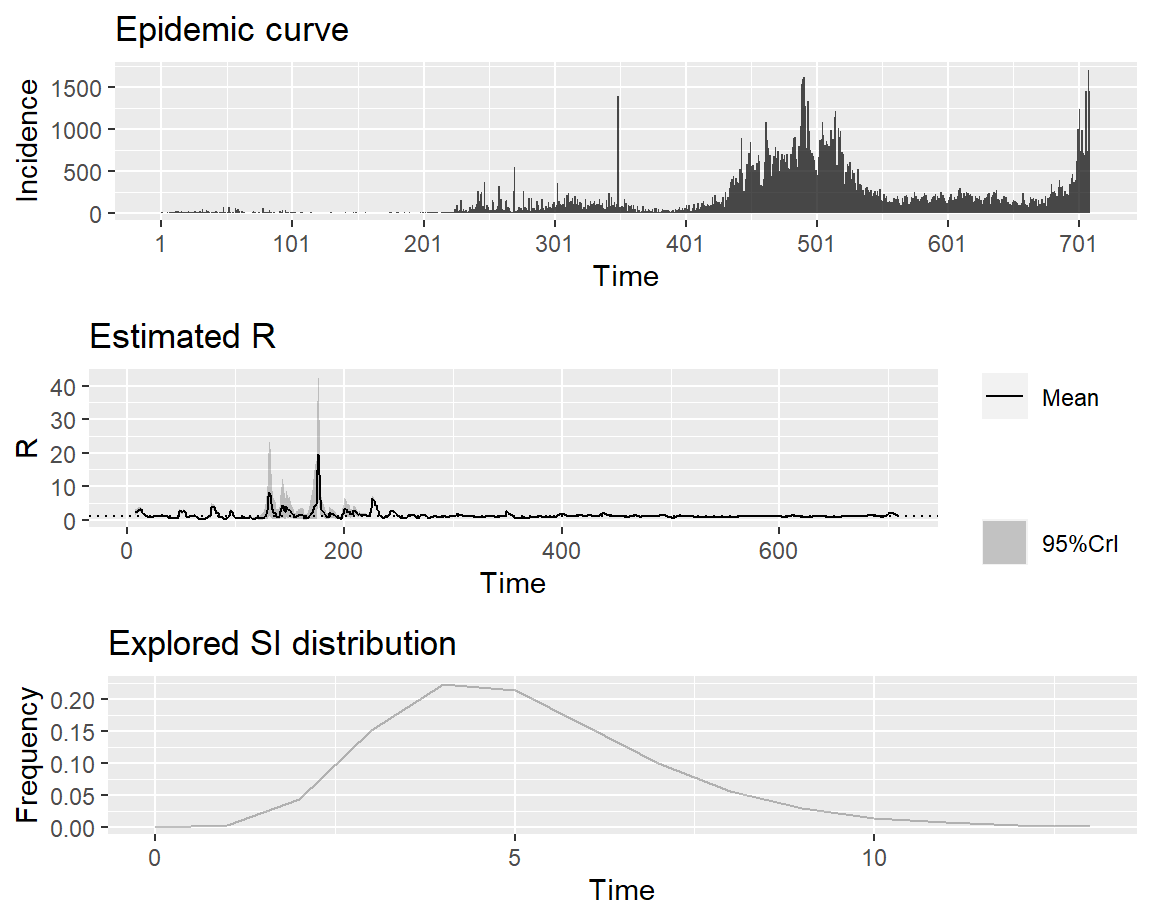 Epidemic curve
Incidence
1500
1000
500
0
1 101 201 301 401 501 601 701
Time
Estimated R
R
40
30
20
10
0
0 200 400 600
Time
Mean
95%CrI
Explored SI distribution
Frequency
0.20
0.15
0.10
0.05
0.00
0 5 10
Time